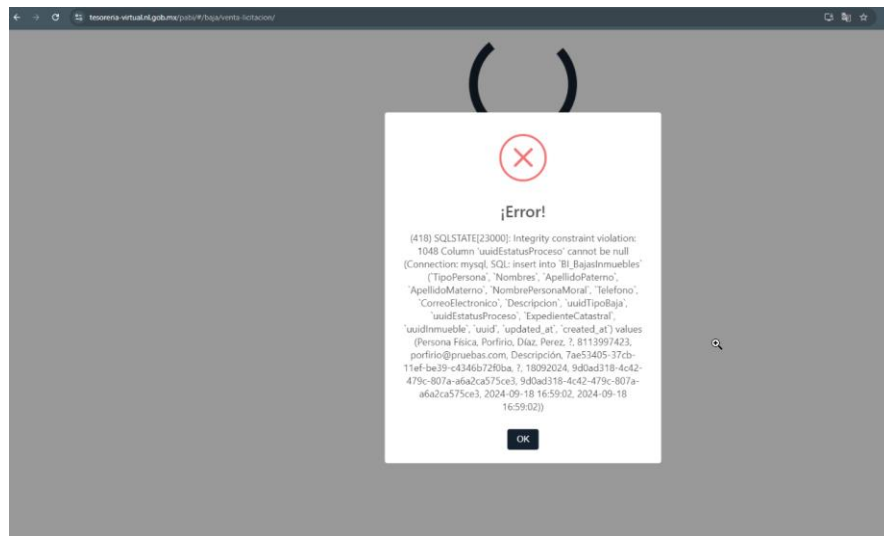 tesoreria-virtual.nl.gob.mx/pabi/#/baja/venta-licitacion/
¡Error!
(418) SQLSTATE[23000]: Integrity constraint violation:
1048 Column 'uuidEstatusProceso' cannot be null
(Connection: mysql, SQL: insert into `BI_BajasInmuebles`
(`TipoPersona`, `Nombres`, `ApellidoPaterno`,
`ApellidoMaterno`, `NombrePersonaMoral`, `Telefono`,
`CorreoElectronico`, `Descripcion`, `uuidTipoBaja`,
`uuidEstatusProceso`, `ExpedienteCatastral`,
`uuidInmueble`, `uuid`, `updated_at`, `created_at`) values
(Persona Física, Porfirio, Díaz, Perez, ?, 8113997423,
porfirio@pruebas.com, Descripción, 7ae53405-37cb-
11ef-be39-c4346b72f0ba, ?, 18092024, 9d0ad318-4c42-
479c-807a-a6a2ca575ce3, 9d0ad318-4c42-479c-807a-
a6a2ca575ce3, 2024-09-18 16:59:02, 2024-09-18
16:59:02))
OK